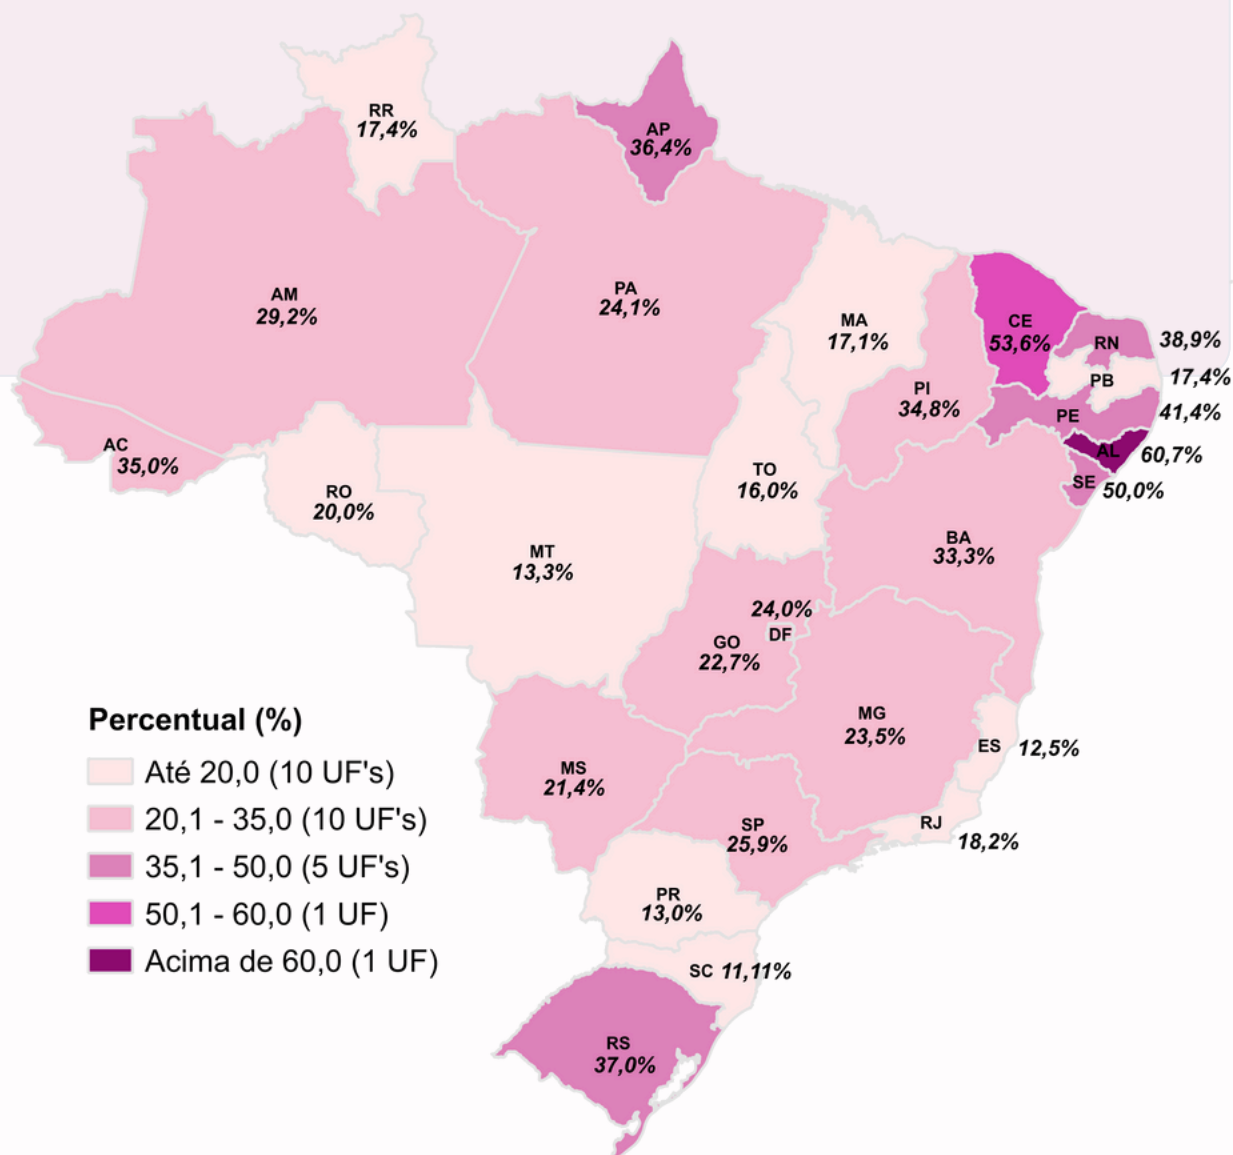 RR
17,4%
AP
36,4%
AM
29,2%
PA
24,1%
MA
17,1%
CE
53,6%
RN
38,9%
PB
17,4%
PI
34,8%
PE
41,4%
AL
60,7%
SE
50,0%
AC
35,0%
RO
20,0%
TO
16,0%
BA
33,3%
MT
13,3%
24,0%
DF
GO
22,7%
MG
23,5%
ES
12,5%
MS
21,4%
SP
25,9%
RJ
18,2%
PR
13,0%
SC 11,11%
RS
37,0%
Percentual (%)
Até 20,0 (10 UF's)
20,1 - 35,0 (10 UF's)
35,1 - 50,0 (5 UF's)
50,1 - 60,0 (1 UF)
Acima de 60,0 (1 UF)